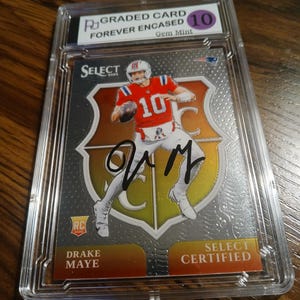 GRADED CARD
FOREVER ENCASED
10
Gem Mint
SELECT
10
RC
DRAKE
MAYE
SELECT
CERTIFIED